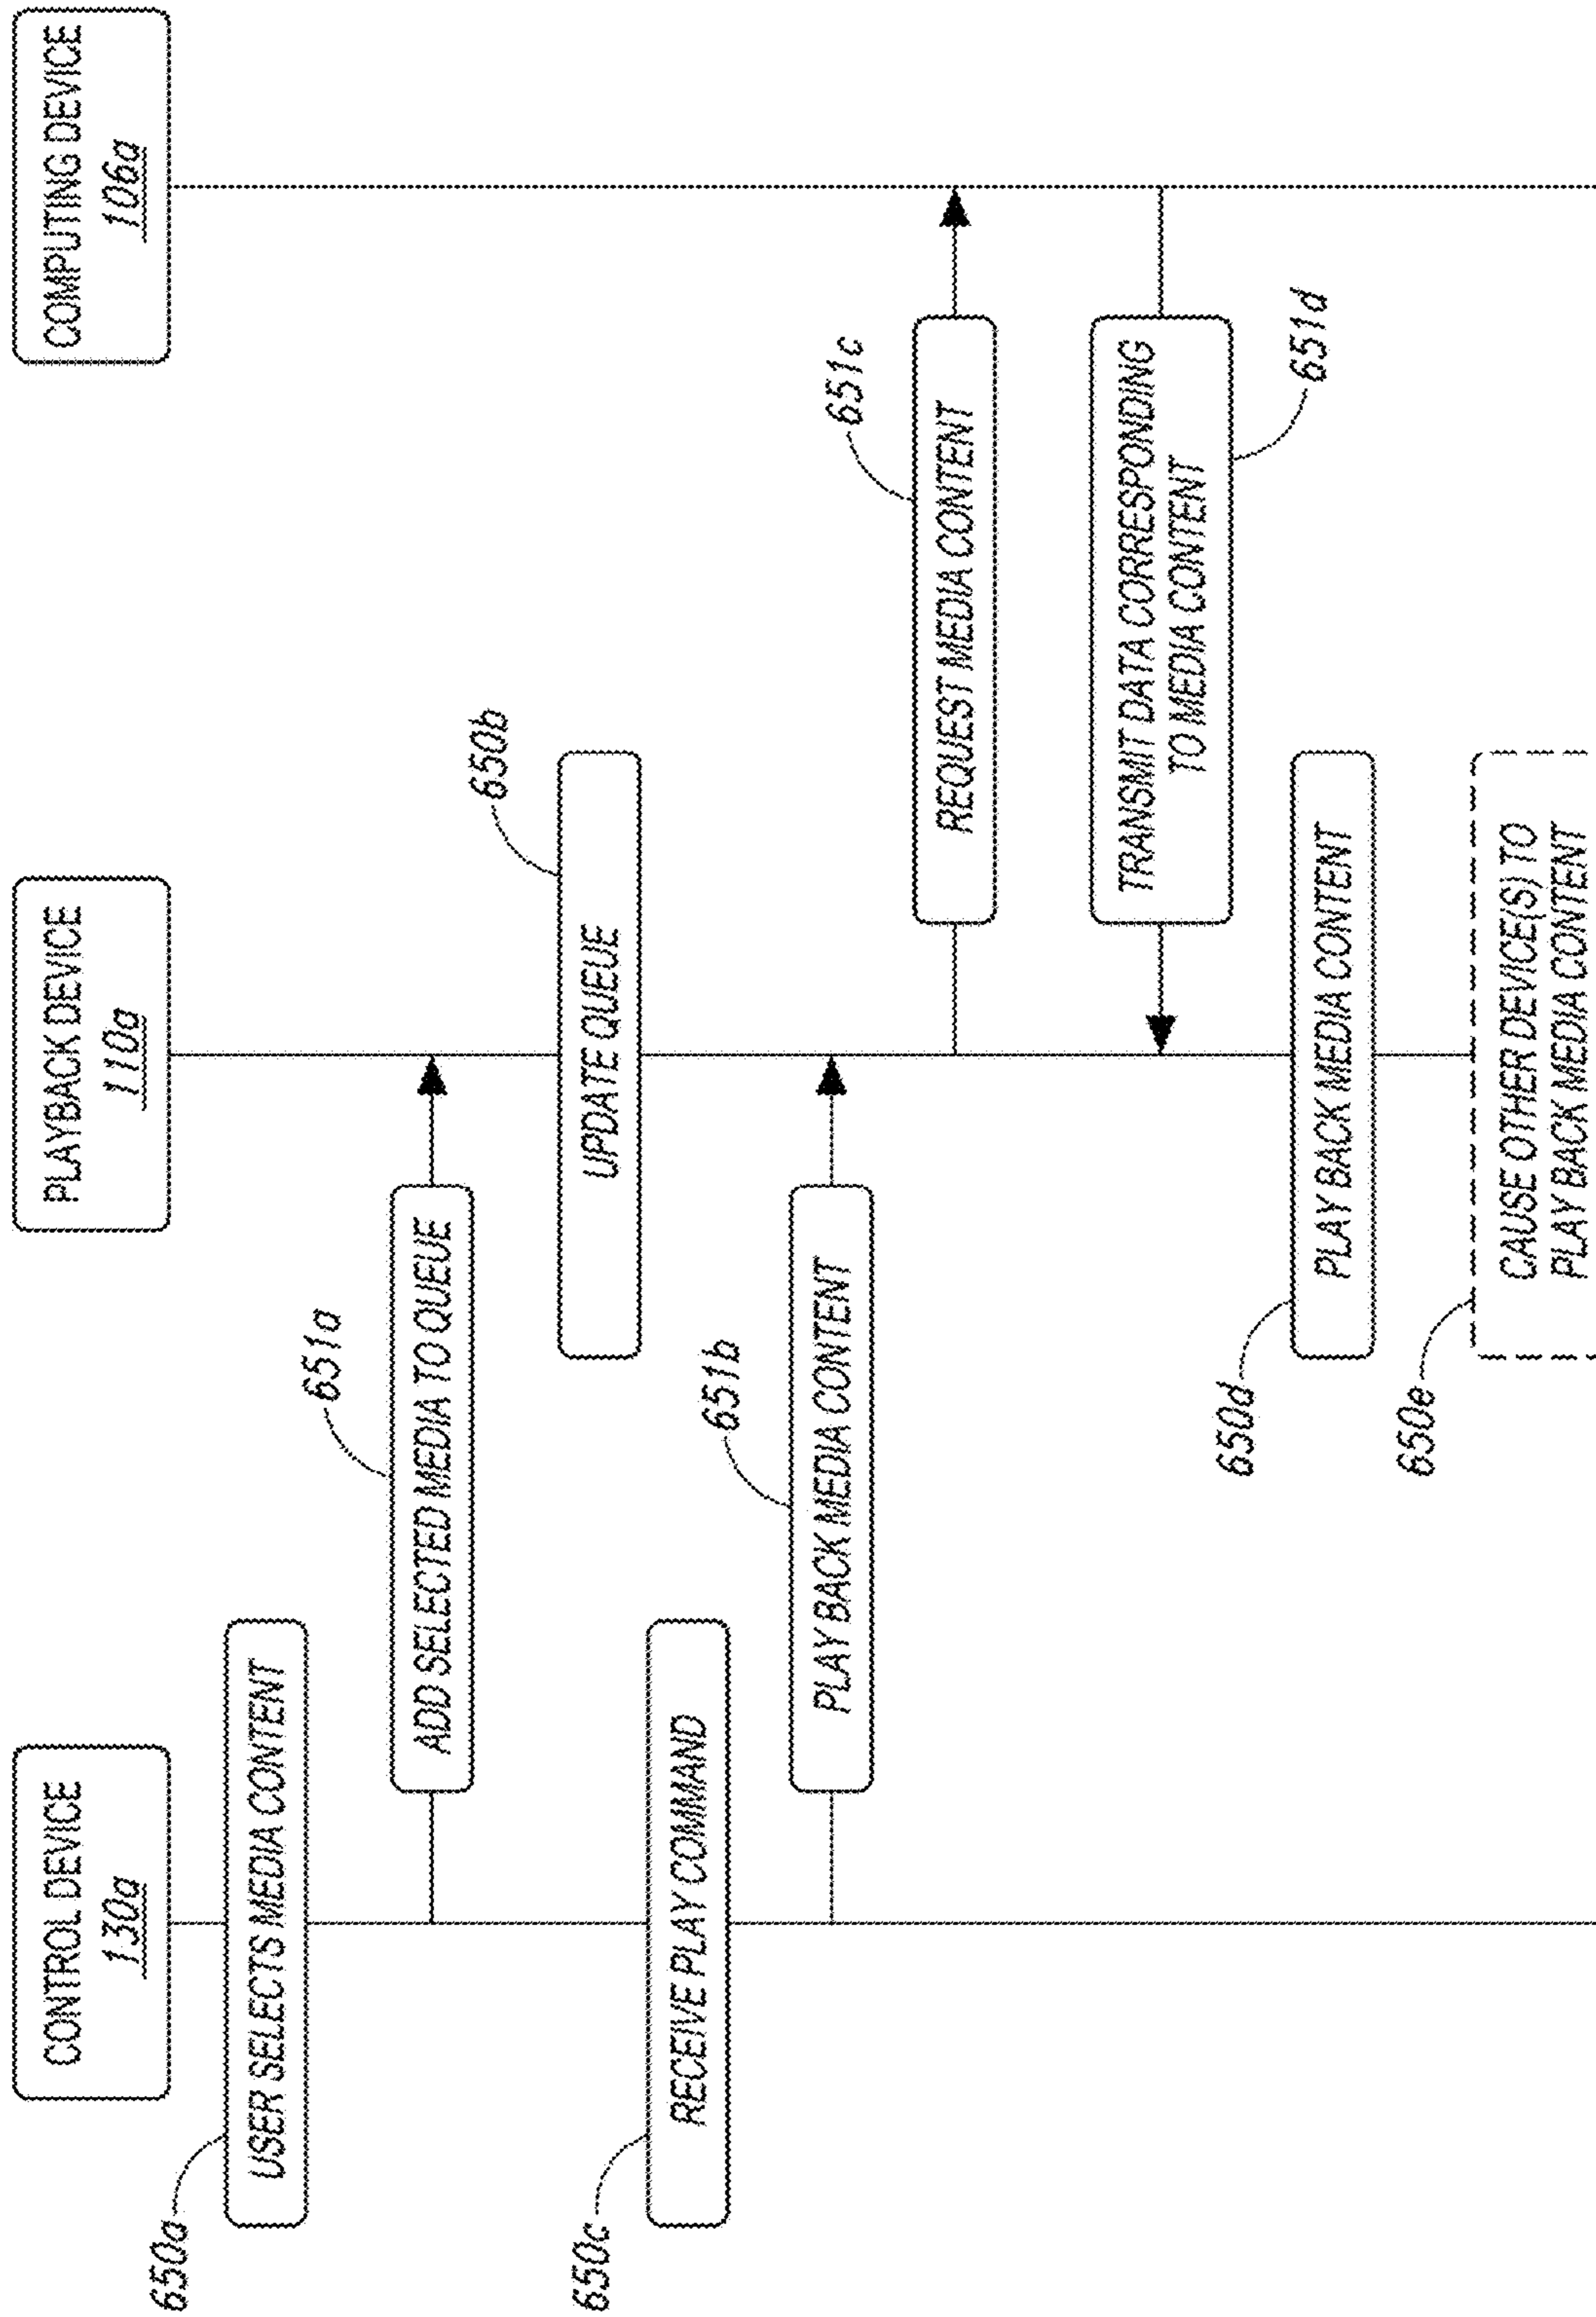 CONTROL DEVICE
130a
PLAYBACK DEVICE
110a
COMPUTING DEVICE
106a
650a
USER SELECTS MEDIA CONTENT
651a
ADD SELECTED MEDIA TO QUEUE
650b
UPDATE QUEUE
650c
RECEIVE PLAY COMMAND
651b
PLAY BACK MEDIA CONTENT
651c
REQUEST MEDIA CONTENT
TRANSMIT DATA CORRESPONDING
TO MEDIA CONTENT
651d
650d
PLAY BACK MEDIA CONTENT
650e
CAUSE OTHER DEVICE(S) TO
PLAY BACK MEDIA CONTENT